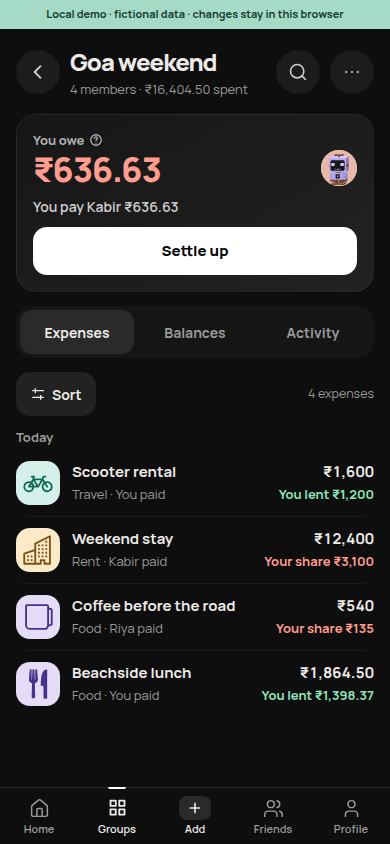 Local demo · fictional data · changes stay in this browser
Goa weekend
4 members · ₹16,404.50 spent
You owe
₹636.63
You pay Kabir ₹636.63
Settle up
Expenses
Balances
Activity
Sort
4 expenses
Today
Scooter rental
₹1,600
Travel · You paid
You lent ₹1,200
Weekend stay
₹12,400
Rent · Kabir paid
Your share ₹3,100
Coffee before the road
₹540
Food · Riya paid
Your share ₹135
Beachside lunch
₹1,864.50
Food · You paid
You lent ₹1,398.37
Home
Groups
Add
Friends
Profile